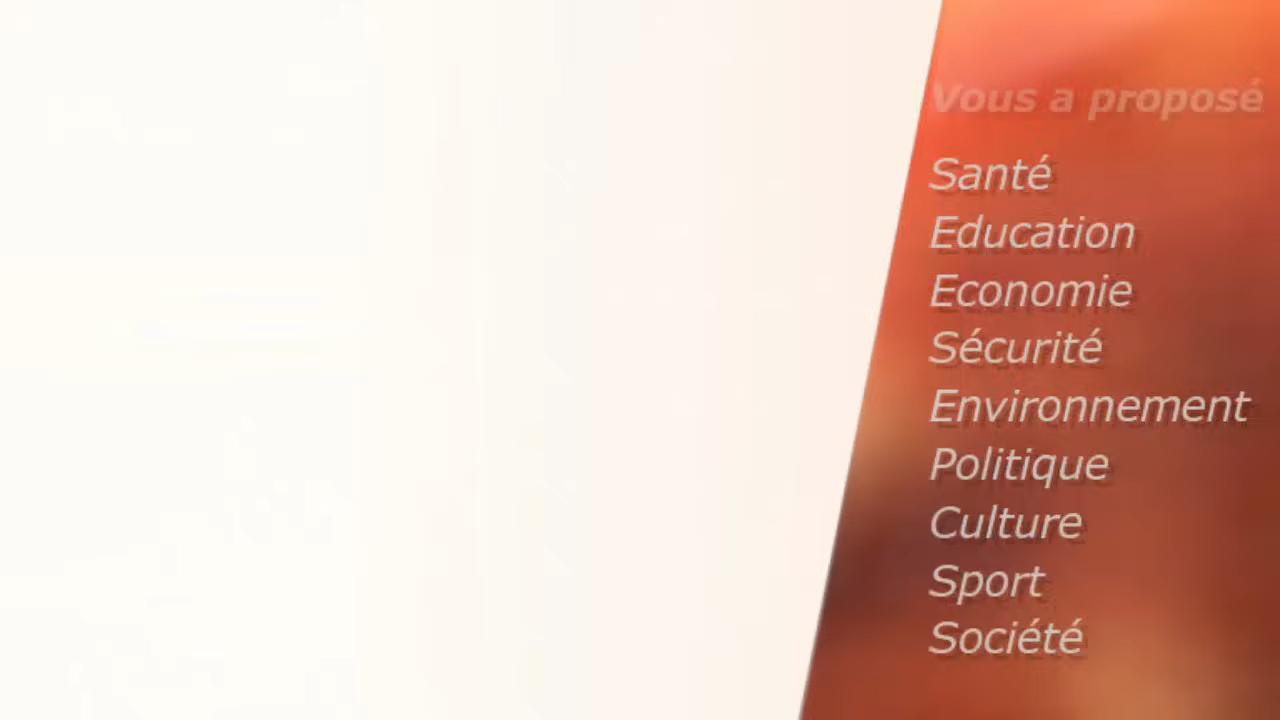 Vous a proposé
Santé
Education
Economie
Sécurité
Environnement
Politique
Culture
Sport
Société